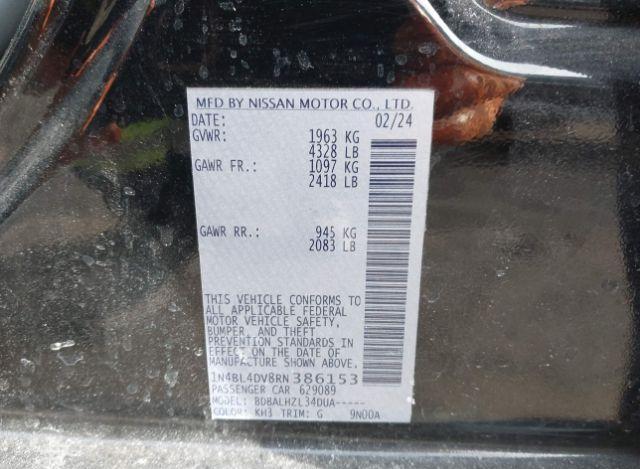 MFD BY NISSAN MOTOR CO., LTD.
DATE: 02/24
GVWR: 1963 KG
4328 LB
GAWR FR.: 1097 KG
2418 LB
GAWR RR.: 945 KG
2083 LB
THIS VEHICLE CONFORMS TO
ALL APPLICABLE FEDERAL
MOTOR VEHICLE SAFETY,
BUMPER, AND THEFT
PREVENTION STANDARDS IN
EFFECT ON THE DATE OF
MANUFACTURE SHOWN ABOVE.
1N4BL4DV8RN386153
PASSENGER CAR 629089
MODEL: BDBALHZL34DUA-----
COLOR: KH3 TRIM: G 9N00A